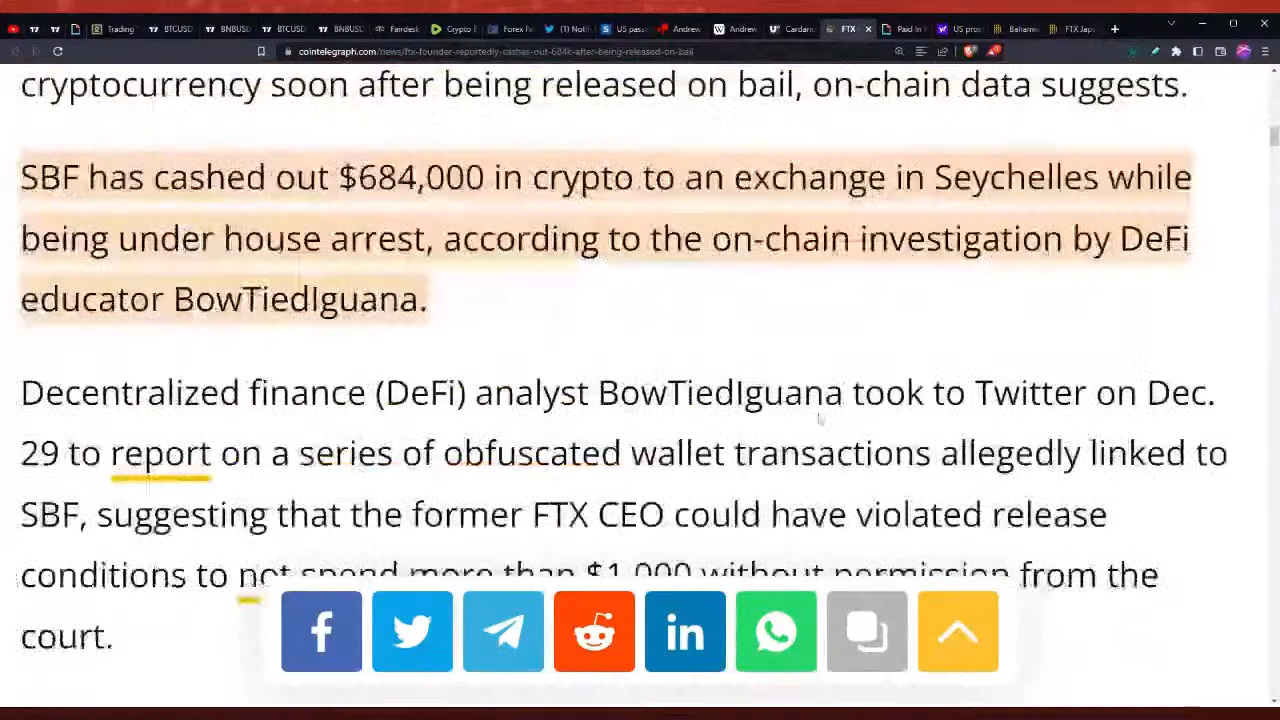 Trading
BTCUSD
BNBUSD
BTCUSD
BNBUSD
Fairdesk
Crypto
Forex Fa
(1) Noti
US pass
Andrew
Andrew
Cardano
FTX
Paid In
US pros
Bahamia
FTX Jap
cointelegraph.com/news/ftx-founder-reportedly-cashes-out-684k-after-being-released-on-bail
cryptocurrency soon after being released on bail, on-chain data suggests.
SBF has cashed out $684,000 in crypto to an exchange in Seychelles while
being under house arrest, according to the on-chain investigation by DeFi
educator BowTiedIguana.
Decentralized finance (DeFi) analyst BowTiedIguana took to Twitter on Dec.
29 to report on a series of obfuscated wallet transactions allegedly linked to
SBF, suggesting that the former FTX CEO could have violated release
conditions to not spend more than $1,000 without permission from the
court.